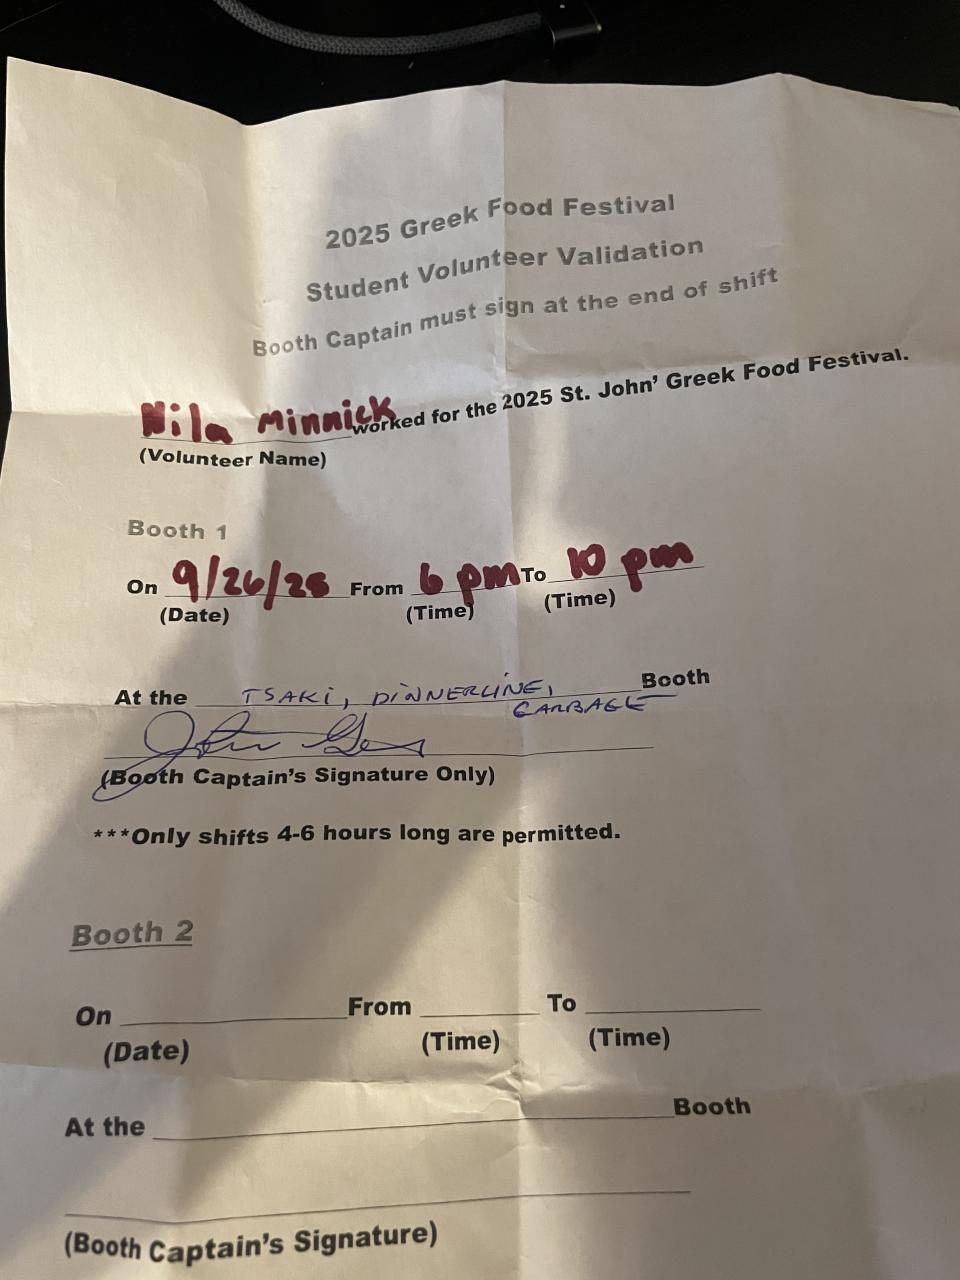 2025 Greek Food Festival
Student Volunteer Validation
Booth Captain must sign at the end of shift
Nila Minnick worked for the 2025 St. John' Greek Food Festival.
(Volunteer Name)
Booth 1
On 9/26/25 From 6 pm To 10 pm
(Date) (Time) (Time)
At the TSAKI, DINNERLINE, Booth
GARBAGE
John
(Booth Captain's Signature Only)
***Only shifts 4-6 hours long are permitted.
Booth 2
On From To
(Date) (Time) (Time)
At the Booth
(Booth Captain's Signature)